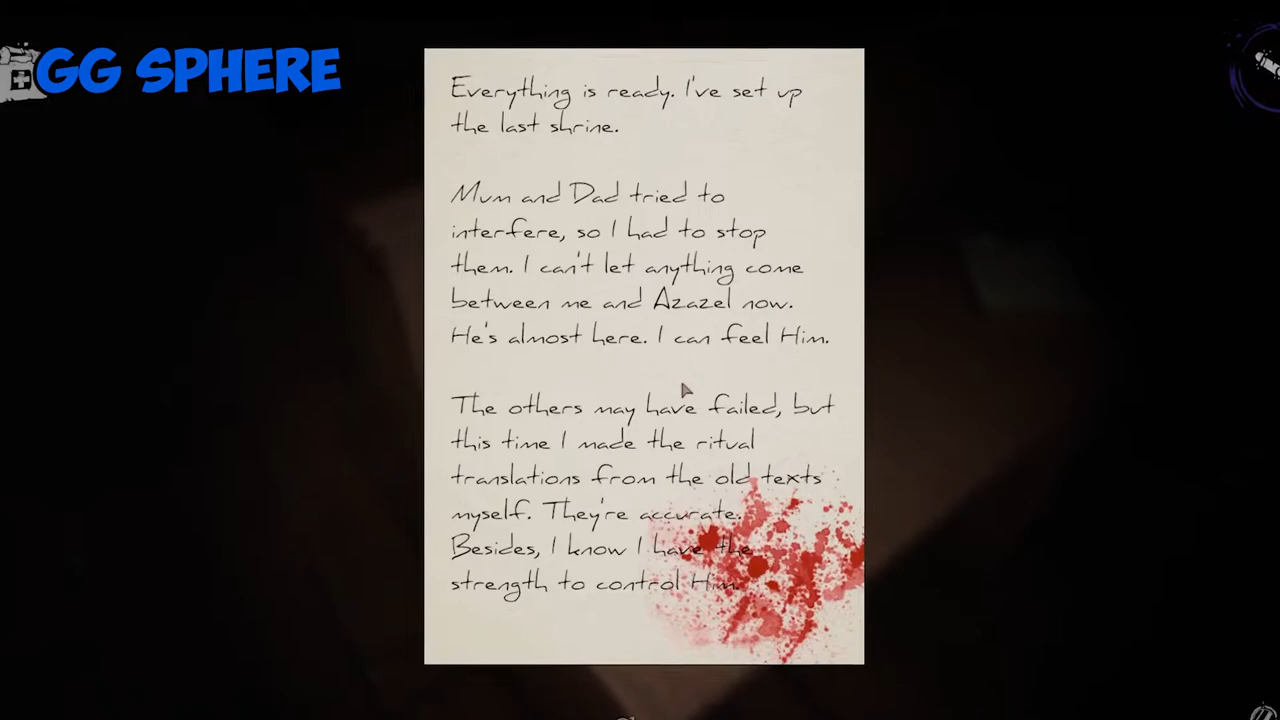 GG SPHERE
Everything is ready. I've set up
the last shrine.
Mum and Dad tried to
interfere, so I had to stop
them. I can't let anything come
between me and Azazel now.
He's almost here. I can feel Him.
The others may have failed, but
this time I made the ritual
translations from the old texts
myself. They're accurate.
Besides, I know I have the
strength to control Him.